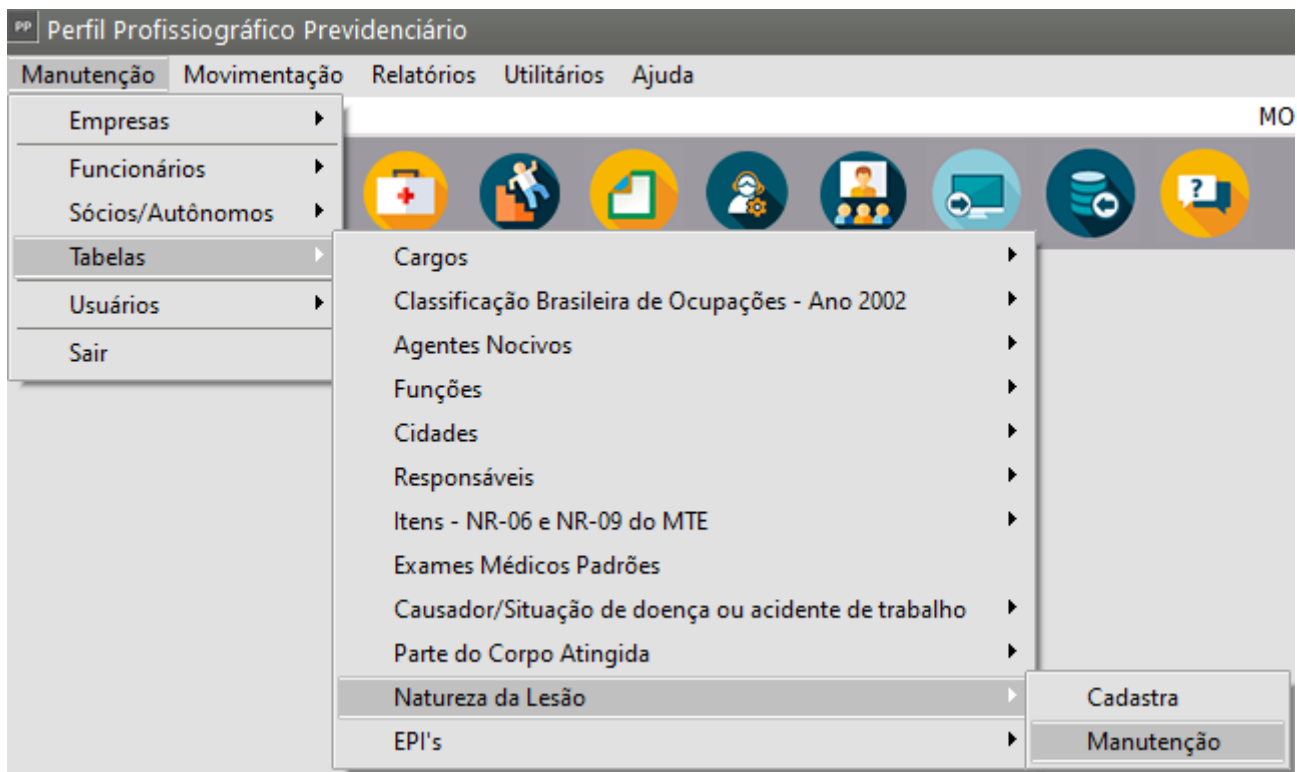 PP Perfil Profissiográfico Previdenciário
Manutenção Movimentação Relatórios Utilitários Ajuda
MO
Empresas
Funcionários
Sócios/Autônomos
Tabelas
Usuários
Sair
?
Cargos
Classificação Brasileira de Ocupações - Ano 2002
Agentes Nocivos
Funções
Cidades
Responsáveis
Itens - NR-06 e NR-09 do MTE
Exames Médicos Padrões
Causador/Situação de doença ou acidente de trabalho
Parte do Corpo Atingida
Natureza da Lesão
EPI's
Cadastra
Manutenção